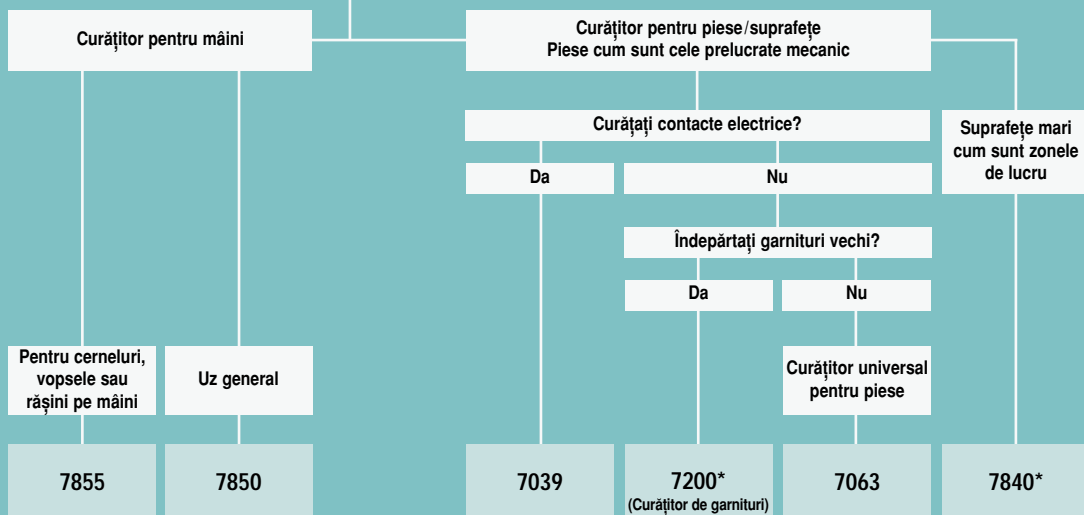 Curățitor pentru mâini
Curățitor pentru piese/suprafețe
Piese cum sunt cele prelucrate mecanic
Curățați contacte electrice?
Suprafețe mari
cum sunt zonele
de lucru
Da
Nu
Îndepărtați garnituri vechi?
Da
Nu
Pentru cerneluri,
vopsele sau
rășini pe mâini
Uz general
Curățitor universal
pentru piese
7855
7850
7039
7200*
(Curățitor de garnituri)
7063
7840*